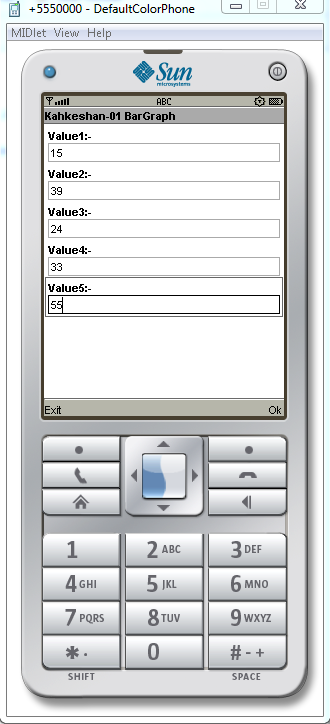 +5550000 - DefaultColorPhone
MIDlet View Help
Sun
microsystems
ABC
Kahkeshan-01 BarGraph
Value1:-
15
Value2:-
39
Value3:-
24
Value4:-
33
Value5:-
55
Exit Ok
1 2 ABC 3 DEF
4 GHI 5 JKL 6 MNO
7 PQRS 8 TUV 9 WXYZ
* . 0 # - +
SHIFT SPACE